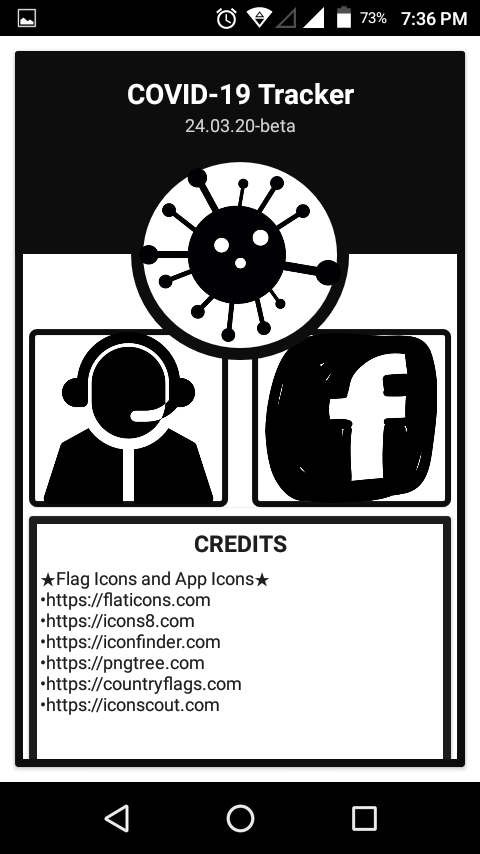 73% 7:36 PM
COVID-19 Tracker
24.03.20-beta
f
CREDITS
★Flag Icons and App Icons★
•https://flaticons.com
•https://icons8.com
•https://iconfinder.com
•https://pngtree.com
•https://countryflags.com
•https://iconscout.com